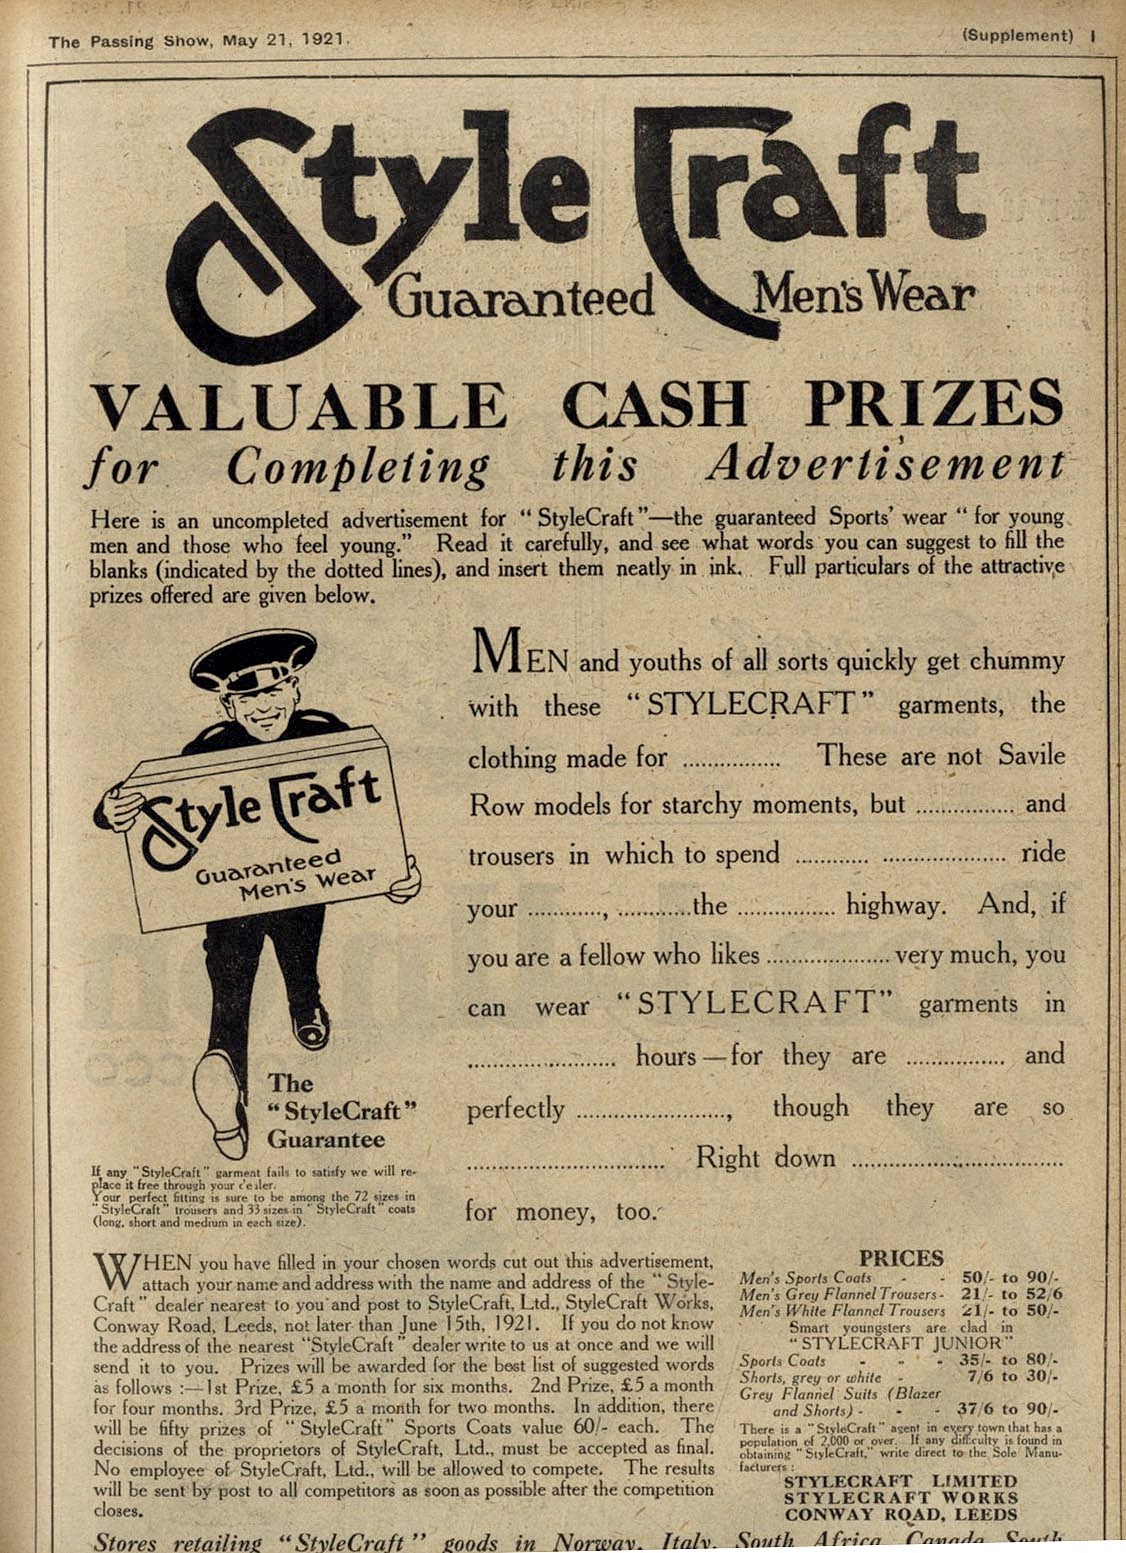 The Passing Show, May 21, 1921.
(Supplement) I
Style Craft
Guaranteed Men's Wear
VALUABLE CASH PRIZES
for Completing this Advertisement
Here is an uncompleted advertisement for "StyleCraft"—the guaranteed Sports' wear "for young
men and those who feel young." Read it carefully, and see what words you can suggest to fill the
blanks (indicated by the dotted lines), and insert them neatly in ink. Full particulars of the attractive
prizes offered are given below.
Style Craft
Guaranteed
Men's Wear
The
"StyleCraft"
Guarantee
If any "StyleCraft" garment fails to satisfy we will re-
place it free through your dealer.
Your perfect fitting is sure to be among the 72 sizes in
"StyleCraft" trousers and 33 sizes in "StyleCraft" coats
(long, short and medium in each size).
MEN and youths of all sorts quickly get chummy
with these "STYLECRAFT" garments, the
clothing made for ................ These are not Savile
Row models for starchy moments, but ................ and
trousers in which to spend ............ .................... ride
your ............, ............the ................ highway. And, if
you are a fellow who likes .................... very much, you
can wear "STYLECRAFT" garments in
........................ hours—for they are ................ and
perfectly ........................, though they are so
................................ Right down ..................................
for money, too.
WHEN you have filled in your chosen words cut out this advertisement,
attach your name and address with the name and address of the "Style-
Craft" dealer nearest to you and post to StyleCraft, Ltd., StyleCraft Works,
Conway Road, Leeds, not later than June 15th, 1921. If you do not know
the address of the nearest "StyleCraft" dealer write to us at once and we will
send it to you. Prizes will be awarded for the best list of suggested words
as follows :—1st Prize, £5 a month for six months. 2nd Prize, £5 a month
for four months. 3rd Prize, £5 a month for two months. In addition, there
will be fifty prizes of "StyleCraft" Sports Coats value 60/- each. The
decisions of the proprietors of StyleCraft, Ltd., must be accepted as final.
No employee of StyleCraft, Ltd., will be allowed to compete. The results
will be sent by post to all competitors as soon as possible after the competition
closes.
PRICES
Men's Sports Coats - - 50/- to 90/-
Men's Grey Flannel Trousers - 21/- to 52/6
Men's White Flannel Trousers 21/- to 50/-
Smart youngsters are clad in
"STYLECRAFT JUNIOR"
Sports Coats - - - 35/- to 80/-
Shorts, grey or white - 7/6 to 30/-
Grey Flannel Suits (Blazer
and Shorts) - - - 37/6 to 90/-
There is a "StyleCraft" agent in every town that has a
population of 2,000 or over. If any difficulty is found in
obtaining "StyleCraft," write direct to the Sole Manu-
facturers :
STYLECRAFT LIMITED
STYLECRAFT WORKS
CONWAY ROAD, LEEDS
Stores retailing "StyleCraft" goods in Norway, Italy, South Africa, Canada, South